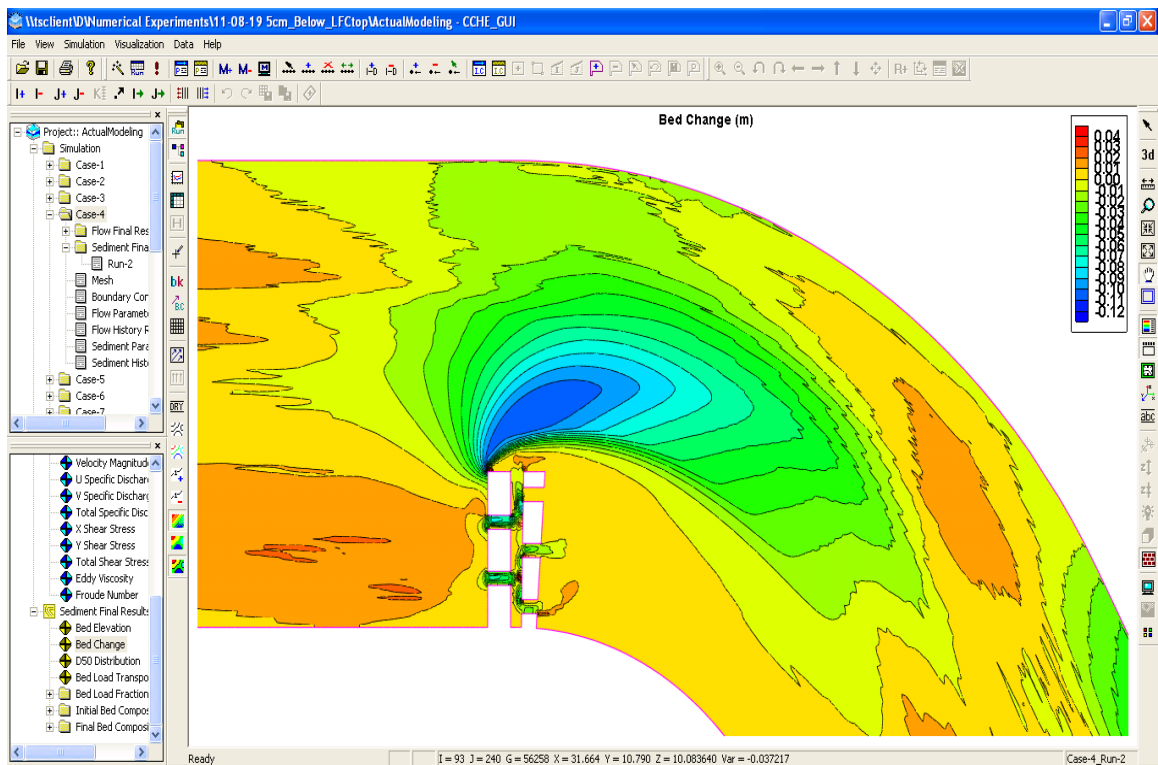 \\tsclient\D\Numerical Experiments\11-08-19 5cm_Below_LFCtop\ActualModeling - CCHE_GUI
File View Simulation Visualization Data Help
Run
M+ M- M
I.C I.C
R+
I+ I- J+ J- I+ J+
Bed Change (m)
Project:: ActualModeling
Simulation
Case-1
Case-2
Case-3
Case-4
Flow Final Res
Sediment Fina
Run-2
Mesh
Boundary Con
Flow Paramet
Flow History R
Sediment Para
Sediment Hist
Case-5
Case-6
Case-7
Velocity Magnitud
U Specific Dischar
V Specific Discharg
Total Specific Disc
X Shear Stress
Y Shear Stress
Total Shear Stress
Eddy Viscosity
Froude Number
Sediment Final Results
Bed Elevation
Bed Change
D50 Distribution
Bed Load Transpo
Bed Load Fraction
Initial Bed Compos
Final Bed Composi
Run
H
bk
B.C
DRY
0.04
0.03
0.02
0.01
0.00
-0.01
-0.02
-0.03
-0.04
-0.05
-0.06
-0.07
-0.08
-0.09
-0.10
-0.11
-0.12
3d
abc
Ready
I = 93 J = 240 G = 56258 X = 31.664 Y = 10.790 Z = 10.083640 Var = -0.037217
Case-4_Run-2